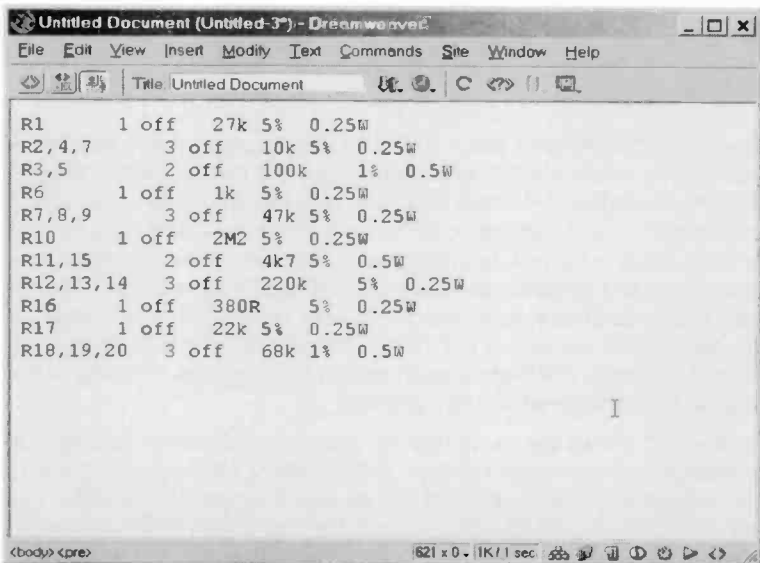 Untitled Document (Untitled-3*) - Dreamweaver
File Edit View Insert Modify Text Commands Site Window Help
Title: Untitled Document
R1 1 off 27k 5% 0.25W
R2,4,7 3 off 10k 5% 0.25W
R3,5 2 off 100k 1% 0.5W
R6 1 off 1k 5% 0.25W
R7,8,9 3 off 47k 5% 0.25W
R10 1 off 2M2 5% 0.25W
R11,15 2 off 4k7 5% 0.5W
R12,13,14 3 off 220k 5% 0.25W
R16 1 off 380R 5% 0.25W
R17 1 off 22k 5% 0.25W
R18,19,20 3 off 68k 1% 0.5W
<body> <pre> 621 x 0 1K / 1 sec